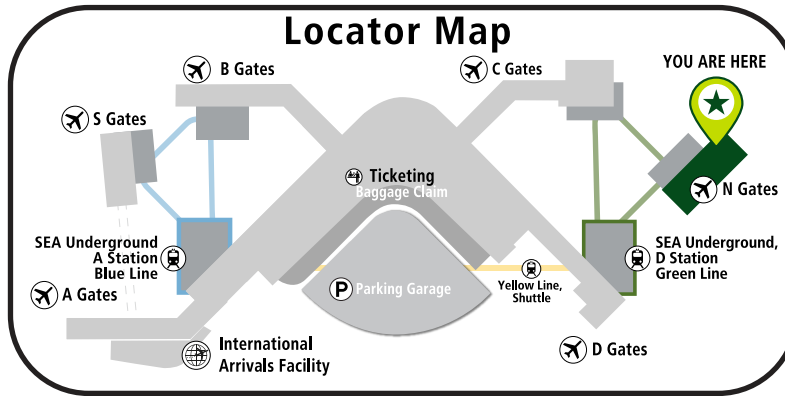 Locator Map
B Gates
C Gates
YOU ARE HERE
S Gates
Ticketing
Baggage Claim
N Gates
SEA Underground
A Station
Blue Line
SEA Underground,
D Station
Green Line
A Gates
P Parking Garage
Yellow Line,
Shuttle
International
Arrivals Facility
D Gates